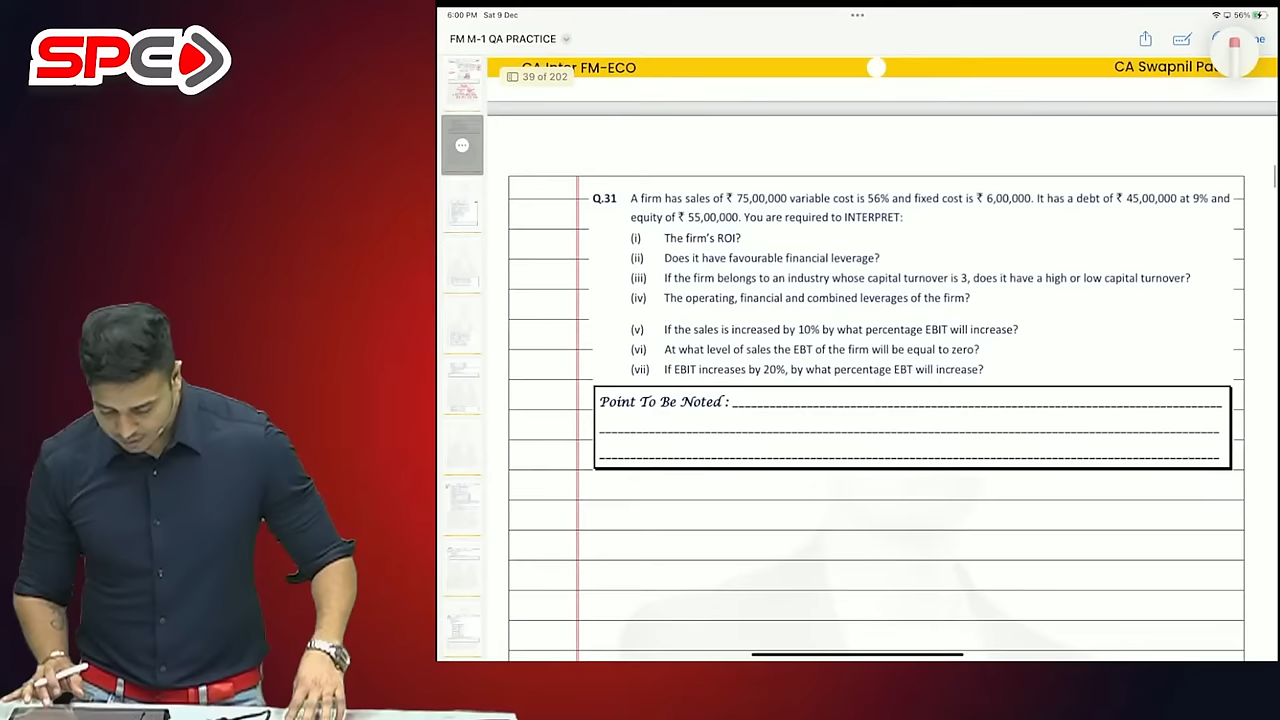 SPC
6:00 PM Sat 9 Dec
56%
FM M-1 QA PRACTICE
CA Inter FM-ECO
39 of 202
CA Swapnil
Q.31 A firm has sales of ₹ 75,00,000 variable cost is 56% and fixed cost is ₹ 6,00,000. It has a debt of ₹ 45,00,000 at 9% and
equity of ₹ 55,00,000. You are required to INTERPRET:
(i) The firm's ROI?
(ii) Does it have favourable financial leverage?
(iii) If the firm belongs to an industry whose capital turnover is 3, does it have a high or low capital turnover?
(iv) The operating, financial and combined leverages of the firm?
(v) If the sales is increased by 10% by what percentage EBIT will increase?
(vi) At what level of sales the EBT of the firm will be equal to zero?
(vii) If EBIT increases by 20%, by what percentage EBT will increase?
Point To Be Noted :